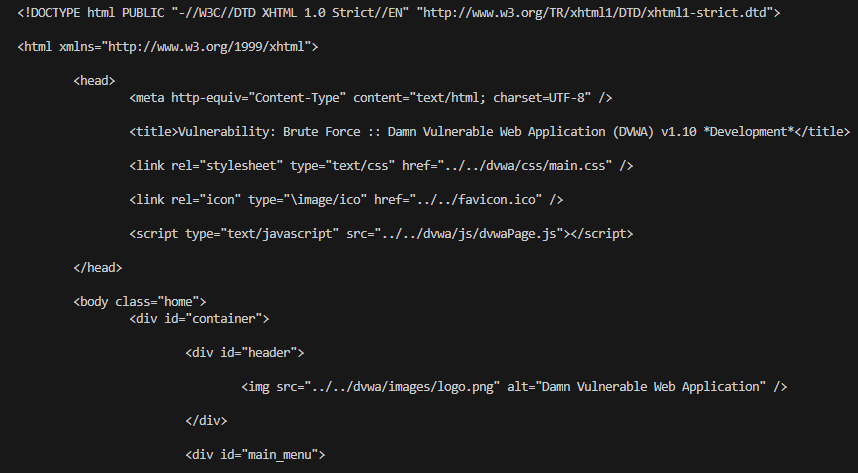 <!DOCTYPE html PUBLIC "-//W3C//DTD XHTML 1.0 Strict//EN" "http://www.w3.org/TR/xhtml1/DTD/xhtml1-strict.dtd">
<html xmlns="http://www.w3.org/1999/xhtml">
<head>
<meta http-equiv="Content-Type" content="text/html; charset=UTF-8" />
<title>Vulnerability: Brute Force :: Damn Vulnerable Web Application (DVWA) v1.10 *Development*</title>
<link rel="stylesheet" type="text/css" href="../../dvwa/css/main.css" />
<link rel="icon" type="\image/ico" href="../../favicon.ico" />
<script type="text/javascript" src="../../dvwa/js/dvwaPage.js"></script>
</head>
<body class="home">
<div id="container">
<div id="header">
<img src="../../dvwa/images/logo.png" alt="Damn Vulnerable Web Application" />
</div>
<div id="main_menu">